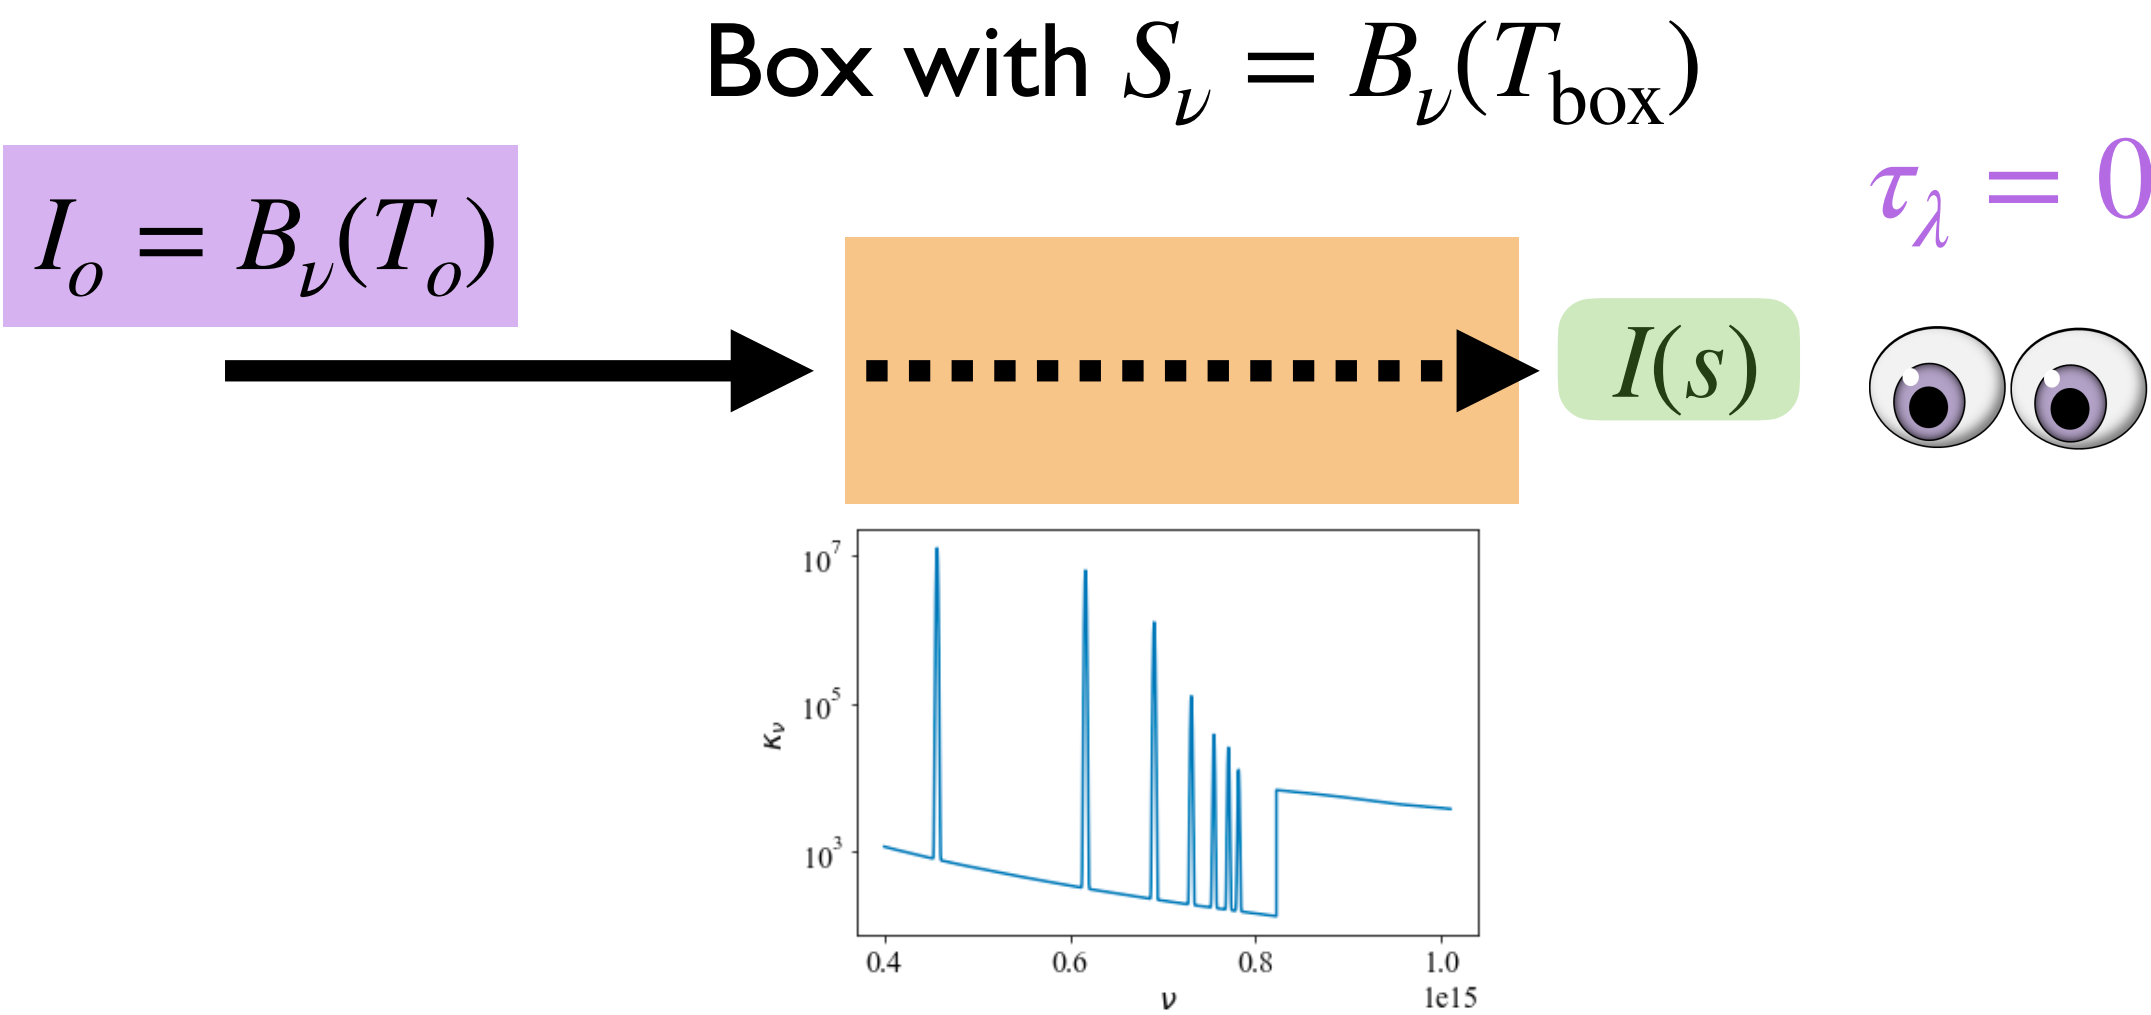 Box with S_ν = B_ν(T_box)
τ_λ = 0
I_o = B_ν(T_o)
I(s)
10^7
10^5
10^3
κ_ν
0.4 0.6 0.8 1.0
ν 1e15